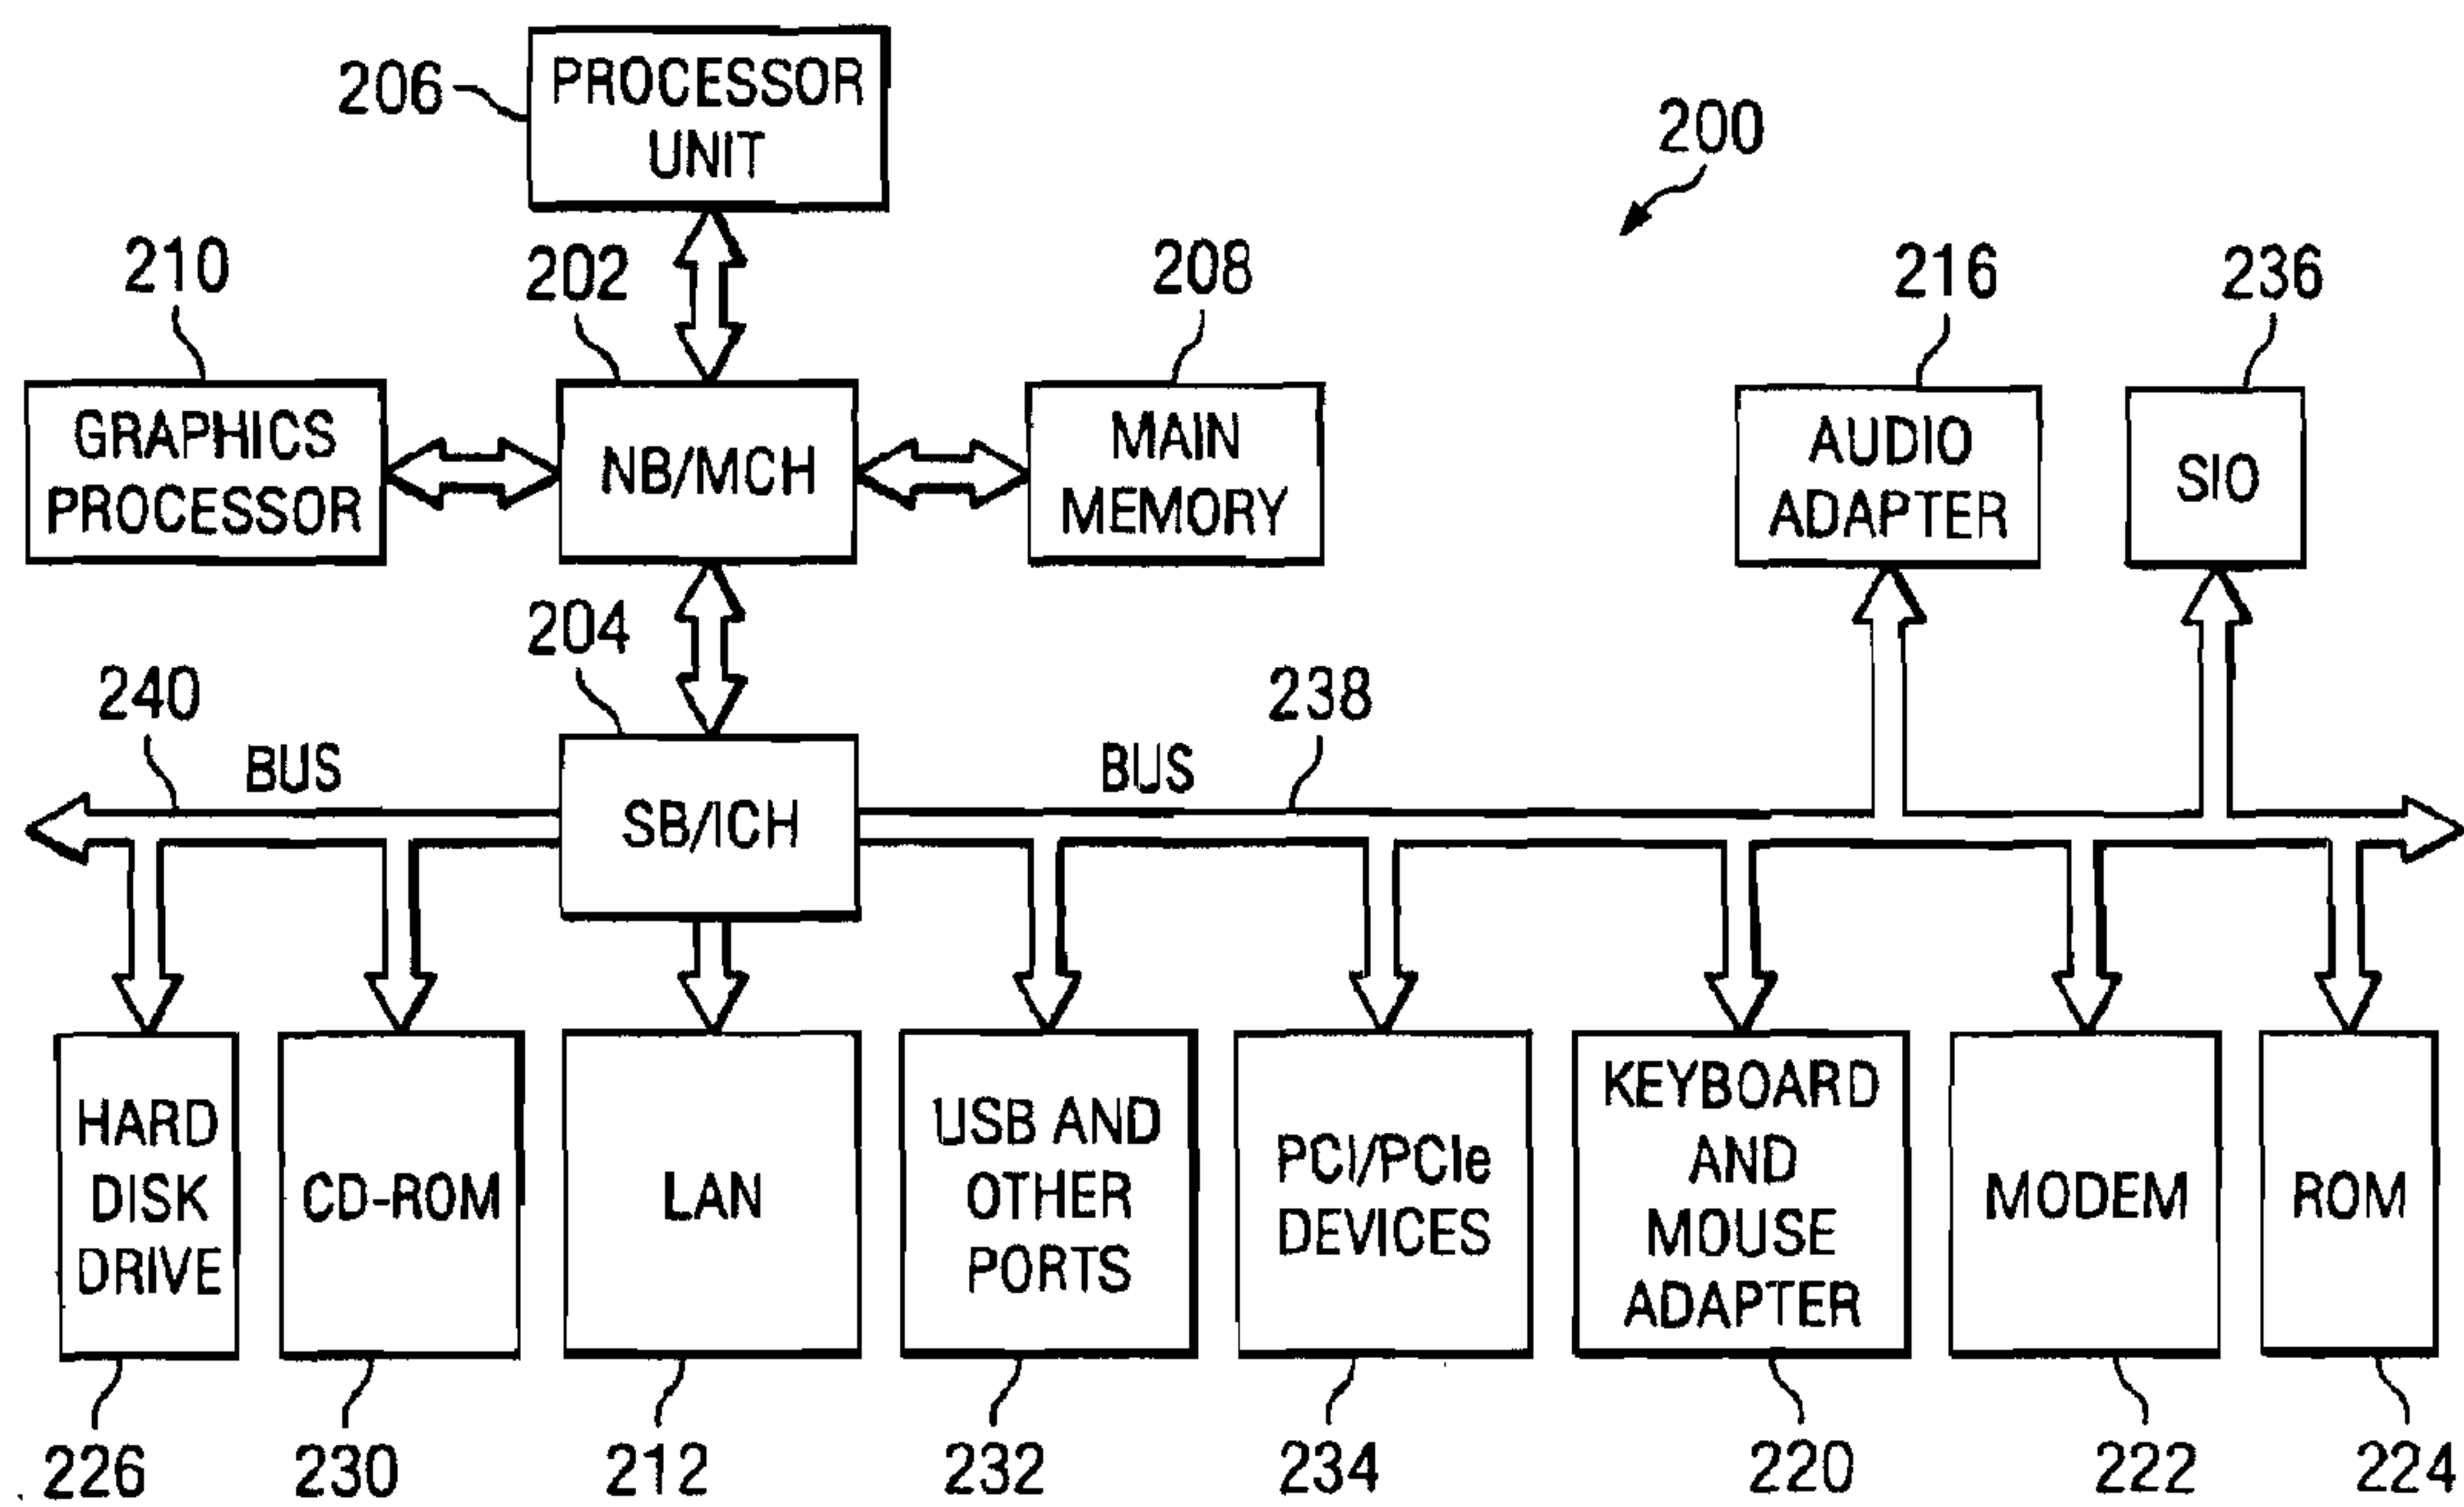 206
PROCESSOR
UNIT
200
210
202
208
216
236
GRAPHICS
PROCESSOR
NB/MCH
MAIN
MEMORY
AUDIO
ADAPTER
SIO
204
240
BUS
238
BUS
SB/ICH
HARD
DISK
DRIVE
CD-ROM
LAN
USB AND
OTHER
PORTS
PCI/PCIe
DEVICES
KEYBOARD
AND
MOUSE
ADAPTER
MODEM
ROM
226
230
212
232
234
220
222
224